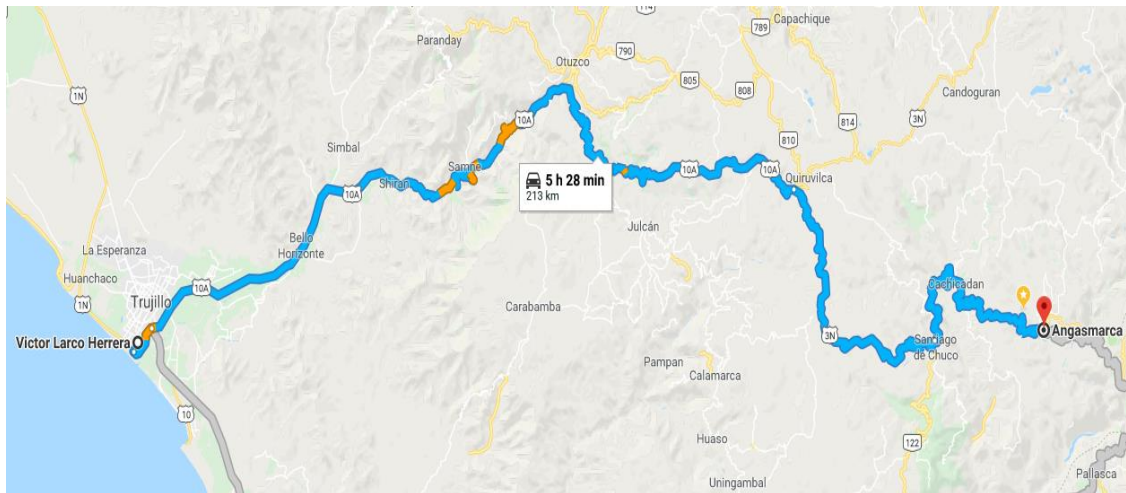 114
Capachique
789
Paranday
790
Otuzco
805
808
1N
Candoguran
10A
814
3N
810
Simbal
Samne
10A
10A
Shiran
10A
Quiruvilca
5 h 28 min
213 km
Julcán
Bello
Horizonte
La Esperanza
Huanchaco
10A
Cachicadan
1N
Trujillo
Carabamba
Victor Larco Herrera
Angasmarca
3N
Santiago
de Chuco
Pampan
Calamarca
10
122
Huaso
Uningambal
Pallasca